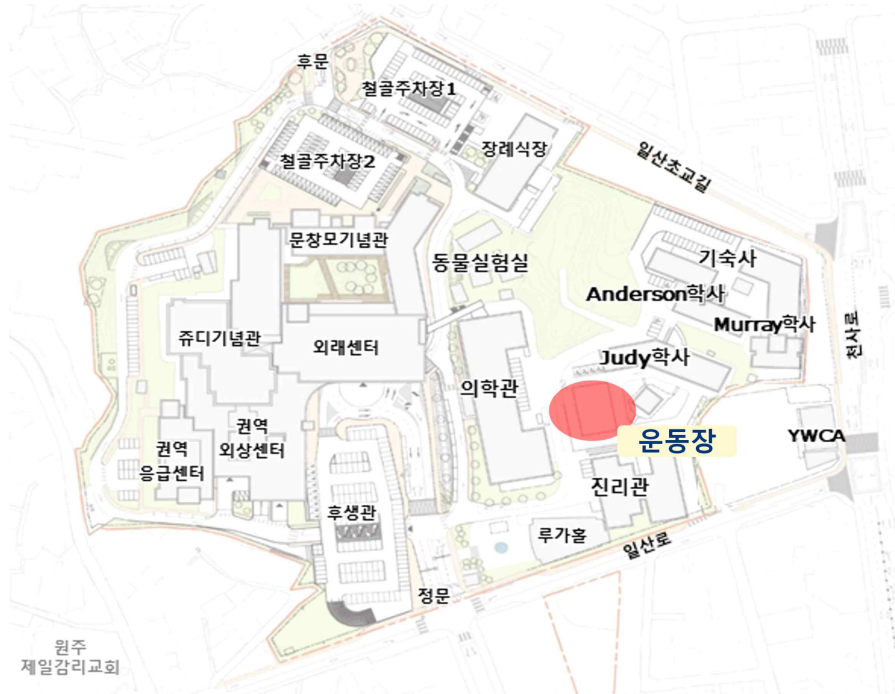 후문
철골주차장1
철골주차장2
장례식장
일산초교길
문창모기념관
동물실험실
기숙사
Anderson학사
Murray학사
천사로
쥬디기념관
외래센터
Judy학사
의학관
운동장
YWCA
권역
응급센터
권역
외상센터
진리관
후생관
루가홀
일산로
정문
원주
제일감리교회